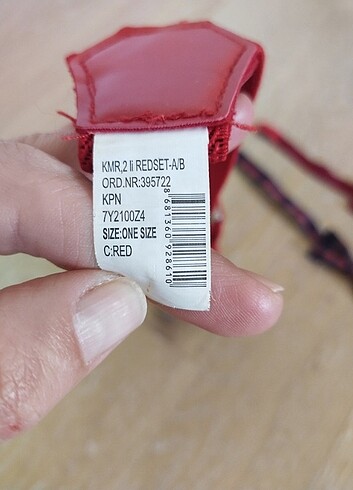 KMR,2 li REDSET-A/B
ORD.NR:395722
KPN
7Y2100Z4
SIZE:ONE SIZE
C:RED
8 681360 928610